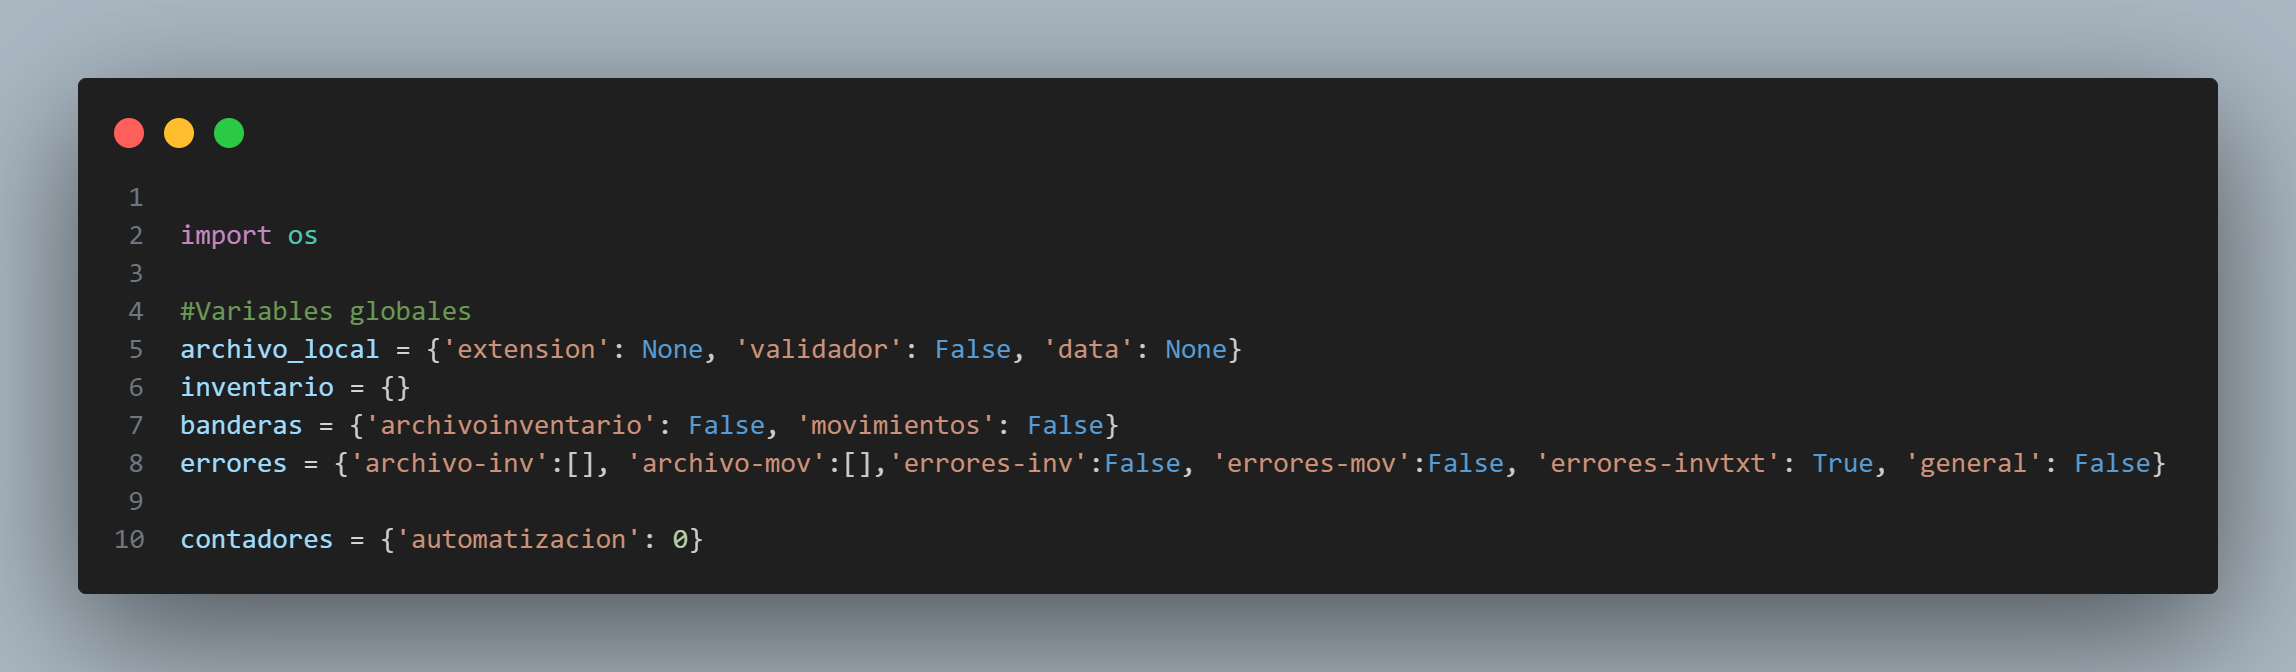 1
2 import os
3
4 #Variables globales
5 archivo_local = {'extension': None, 'validador': False, 'data': None}
6 inventario = {}
7 banderas = {'archivoinventario': False, 'movimientos': False}
8 errores = {'archivo-inv':[], 'archivo-mov':[],'errores-inv':False, 'errores-mov':False, 'errores-invtxt': True, 'general': False}
9
10 contadores = {'automatizacion': 0}